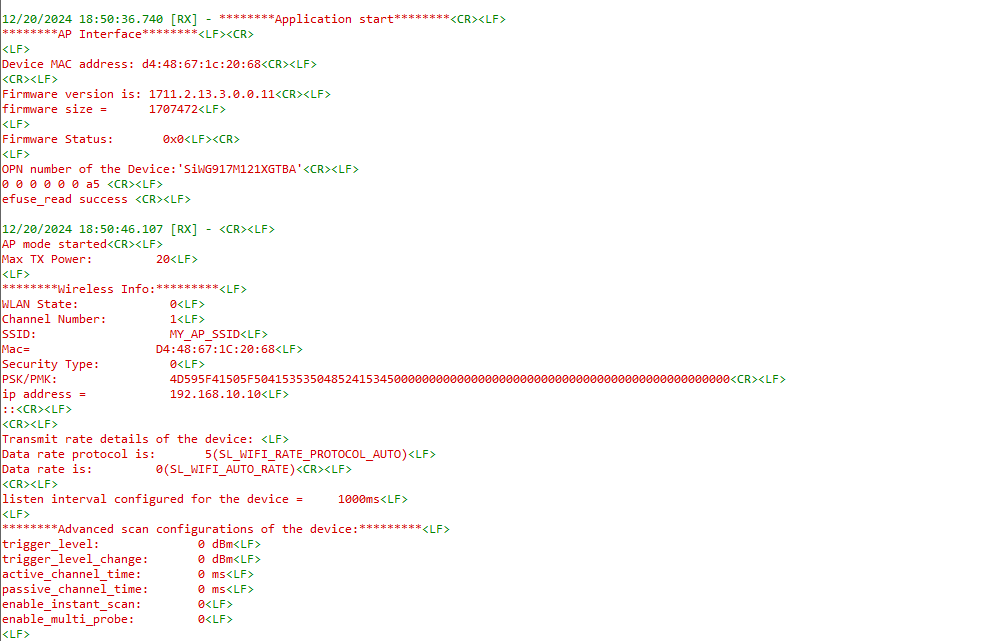 12/20/2024 18:50:36.740 [RX] - ********Application start********<CR><LF>
********AP Interface********<LF><CR>
<LF>
Device MAC address: d4:48:67:1c:20:68<CR><LF>
<CR><LF>
Firmware version is: 1711.2.13.3.0.0.11<CR><LF>
firmware size =      1707472<LF>
<LF>
Firmware Status:       0x0<LF><CR>
<LF>
OPN number of the Device:'SiWG917M121XGTBA'<CR><LF>
0 0 0 0 0 0 a5 <CR><LF>
efuse_read success <CR><LF>
12/20/2024 18:50:46.107 [RX] - <CR><LF>
AP mode started<CR><LF>
Max TX Power:         20<LF>
<LF>
********Wireless Info:*********<LF>
WLAN State:             0<LF>
Channel Number:         1<LF>
SSID:                   MY_AP_SSID<LF>
Mac=                  D4:48:67:1C:20:68<LF>
Security Type:          0<LF>
PSK/PMK:                4D595F41505F50415353504852415345000000000000000000000000000000000000000000000000<CR><LF>
ip address =            192.168.10.10<LF>
::<CR><LF>
<CR><LF>
Transmit rate details of the device: <LF>
Data rate protocol is:       5(SL_WIFI_RATE_PROTOCOL_AUTO)<LF>
Data rate is:         0(SL_WIFI_AUTO_RATE)<CR><LF>
<CR><LF>
listen interval configured for the device =     1000ms<LF>
<LF>
********Advanced scan configurations of the device:*********<LF>
trigger_level:              0 dBm<LF>
trigger_level_change:       0 dBm<LF>
active_channel_time:        0 ms<LF>
passive_channel_time:       0 ms<LF>
enable_instant_scan:        0<LF>
enable_multi_probe:         0<LF>
<LF>